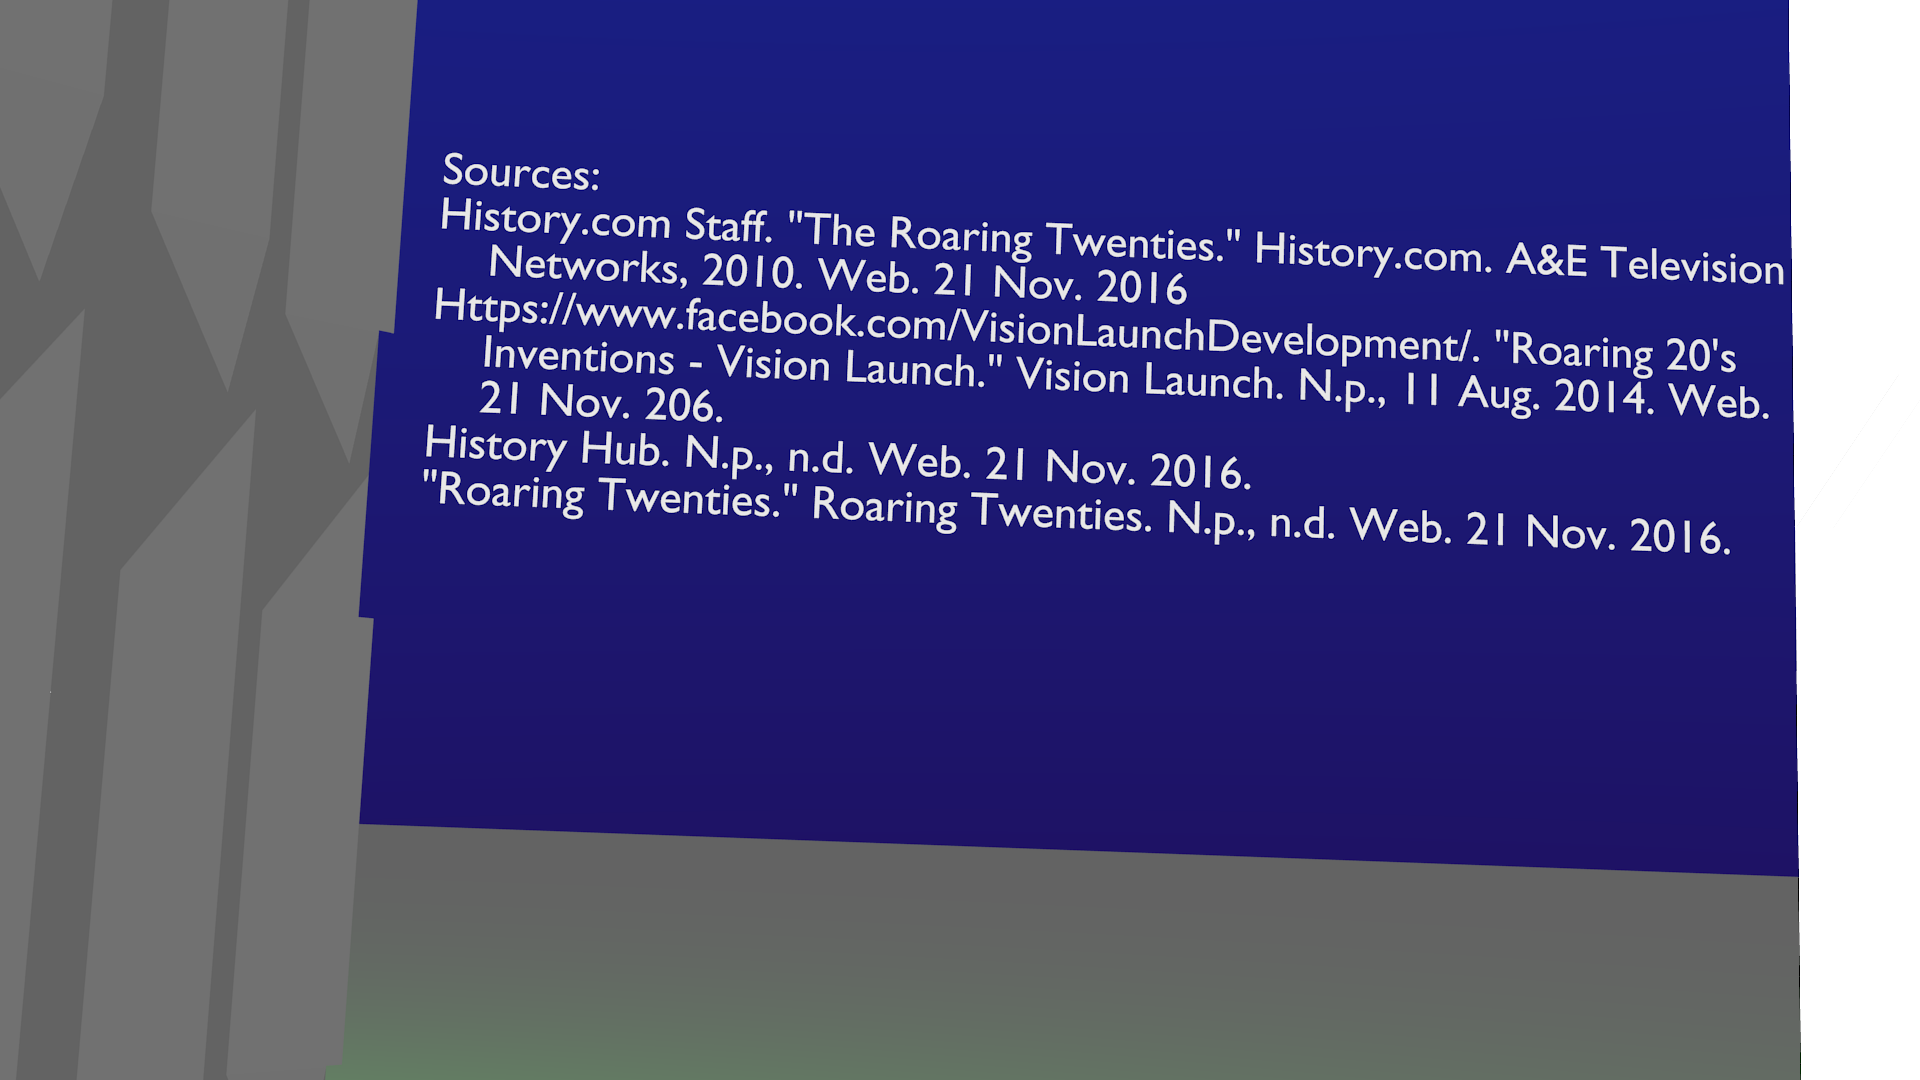 Sources:
History.com Staff. "The Roaring Twenties." History.com. A&E Television
Networks, 2010. Web. 21 Nov. 2016
Https://www.facebook.com/VisionLaunchDevelopment/. "Roaring 20's
Inventions - Vision Launch." Vision Launch. N.p., 11 Aug. 2014. Web.
21 Nov. 206.
History Hub. N.p., n.d. Web. 21 Nov. 2016.
"Roaring Twenties." Roaring Twenties. N.p., n.d. Web. 21 Nov. 2016.